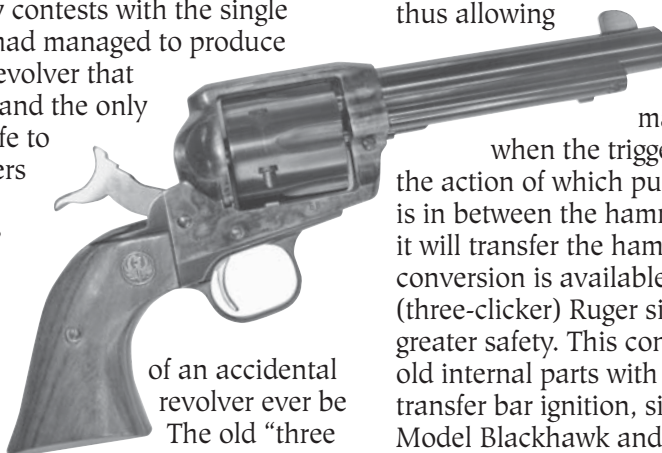 y contests with the single
had managed to produce
evolver that
and the only
fe to
ers
of an accidental
revolver ever be
The old “three
thus allowing
ma
when the trigge
the action of which pu
is in between the hamm
it will transfer the ham
conversion is available
(three-clicker) Ruger si
greater safety. This con
old internal parts with
transfer bar ignition, si
Model Blackhawk and